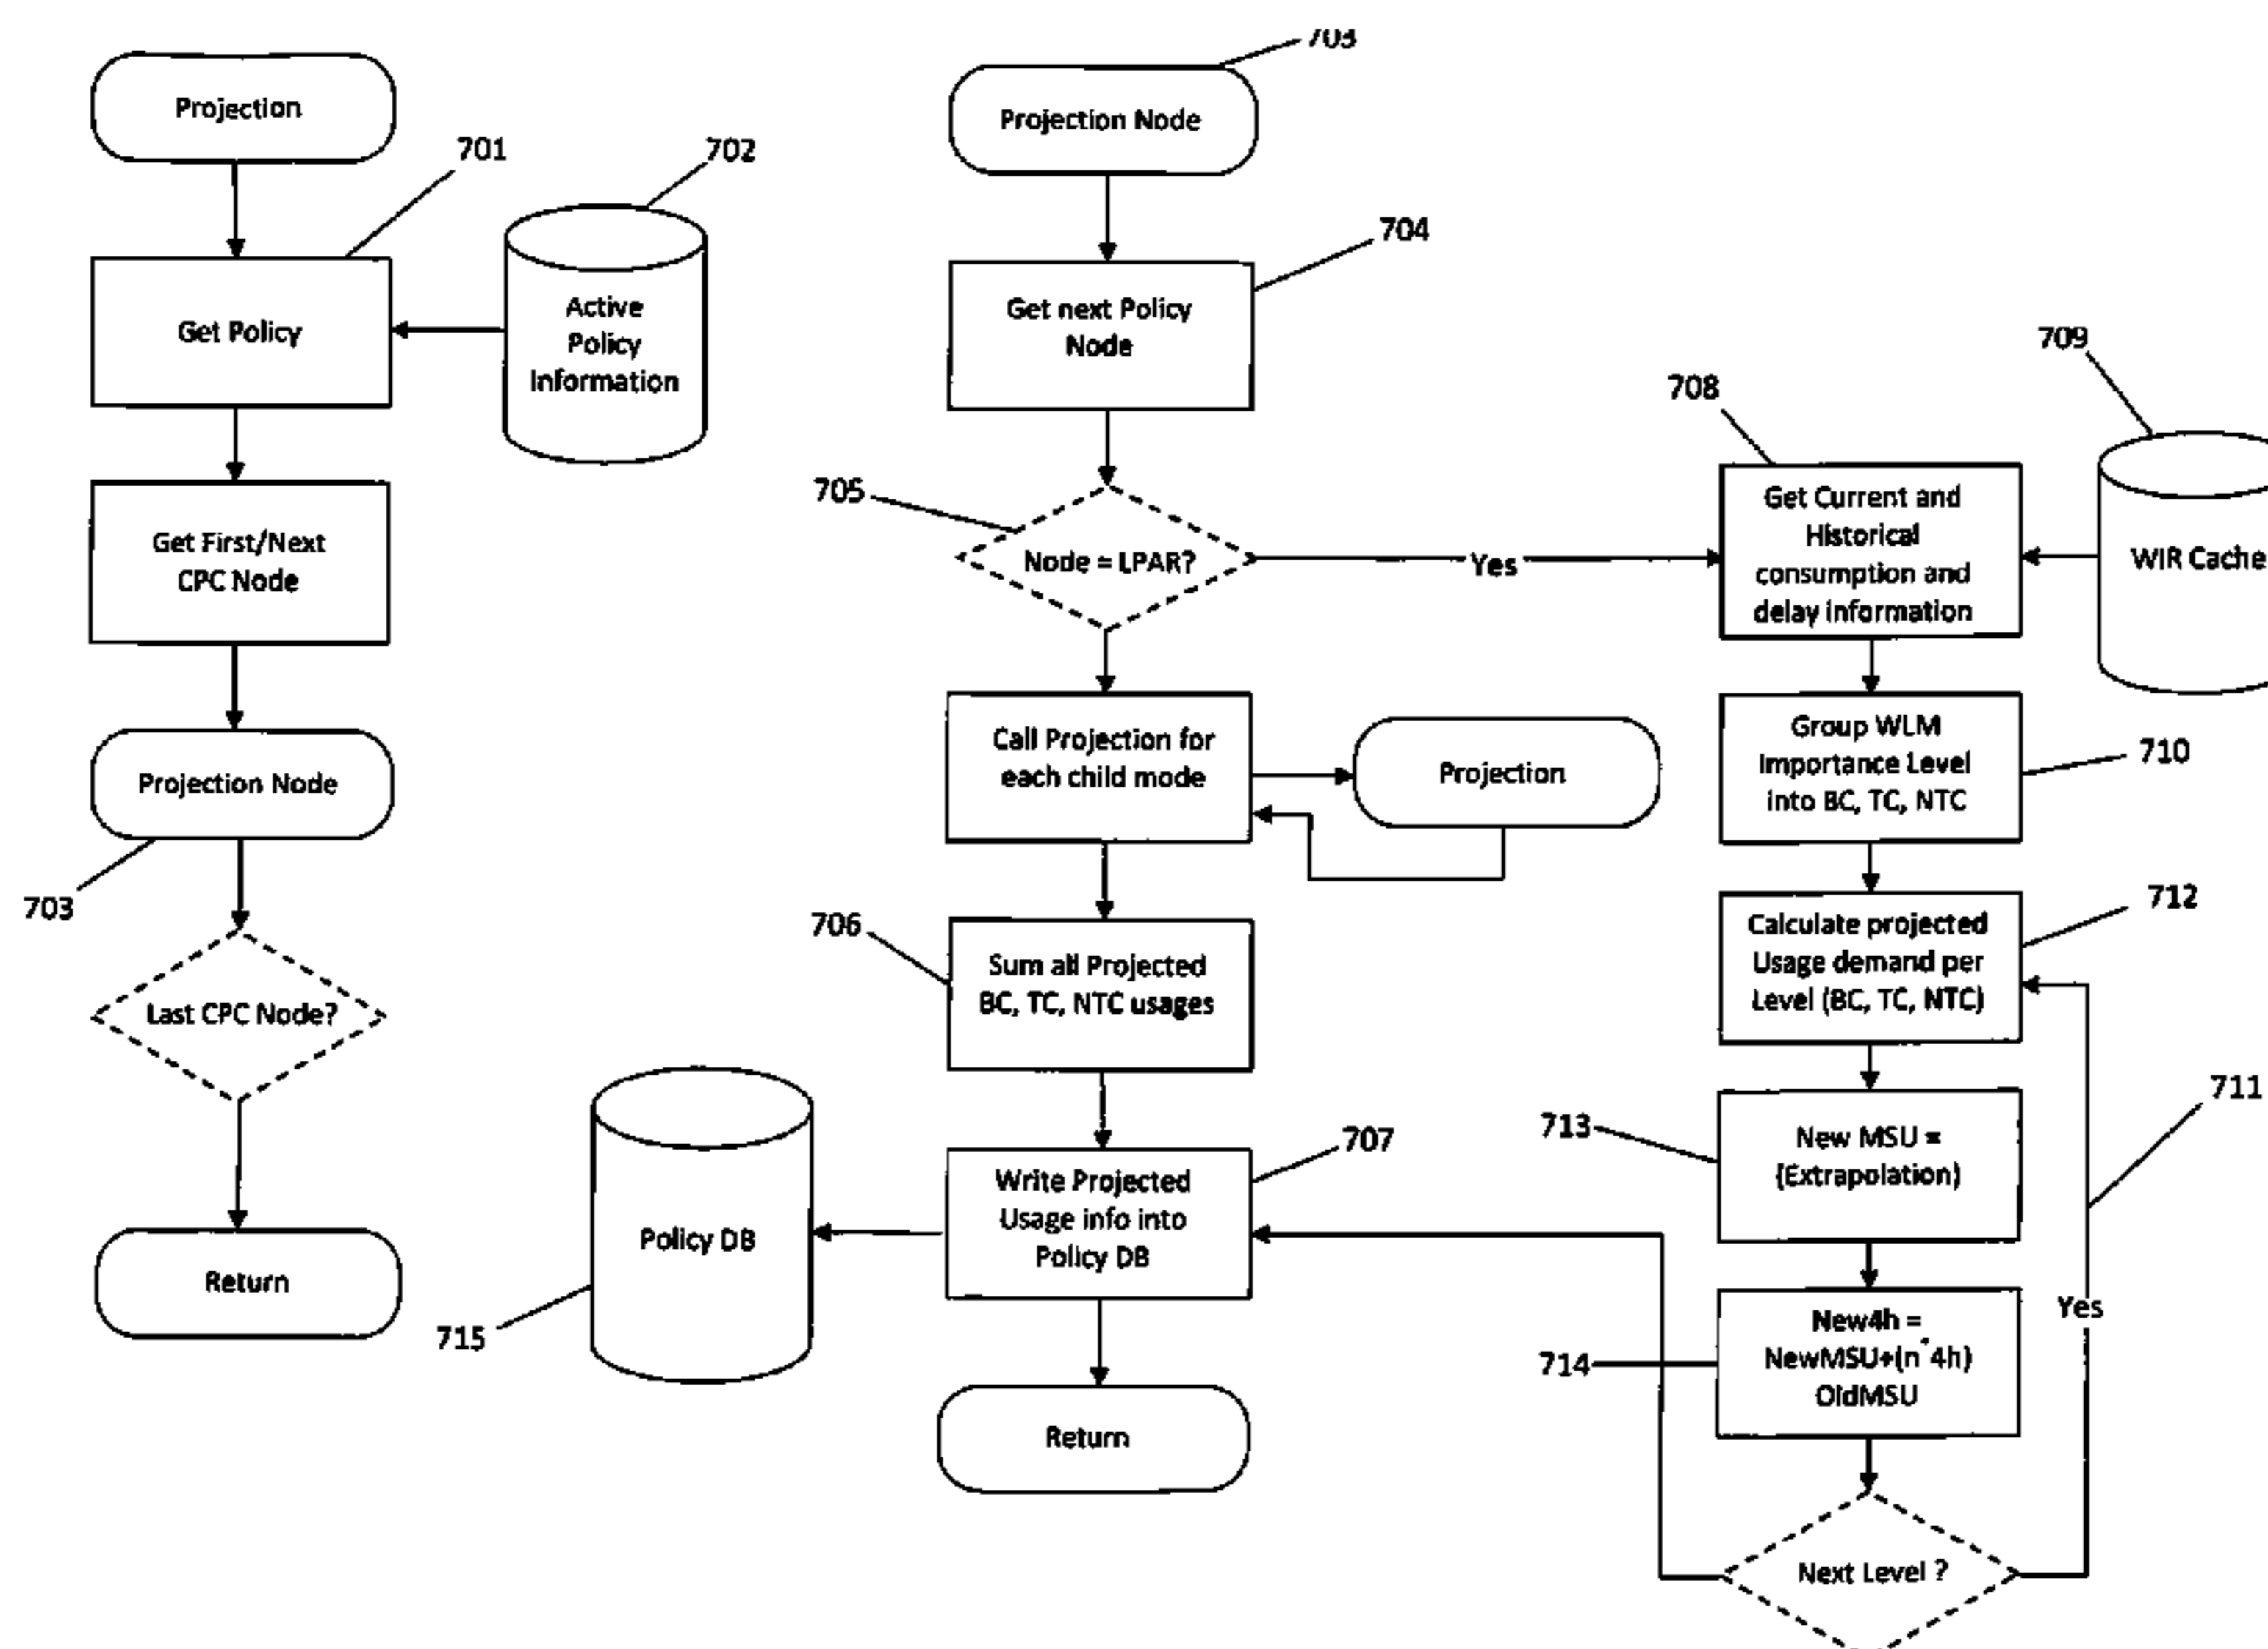 Projection
701
702
Get Policy
Active
Policy
Information
Get First/Next
CPC Node
Projection Node
703
Last CPC Node?
Return
703
Projection Node
704
Get next Policy
Node
705
Node = LPAR?
Yes
Call Projection for
each child mode
Projection
706
Sum all Projected
BC, TC, NTC usages
707
Write Projected
Usage info into
Policy DB
Policy DB
715
Return
708
709
Get Current and
Historical
consumption and
delay information
WIR Cache
Group WLM
Importance Level
into BC, TC, NTC
710
712
Calculate projected
Usage demand per
Level (BC, TC, NTC)
711
713
New MSU =
(Extrapolation)
714
New4h =
NewMSU+(n*4h)
OldMSU
Yes
Next Level ?